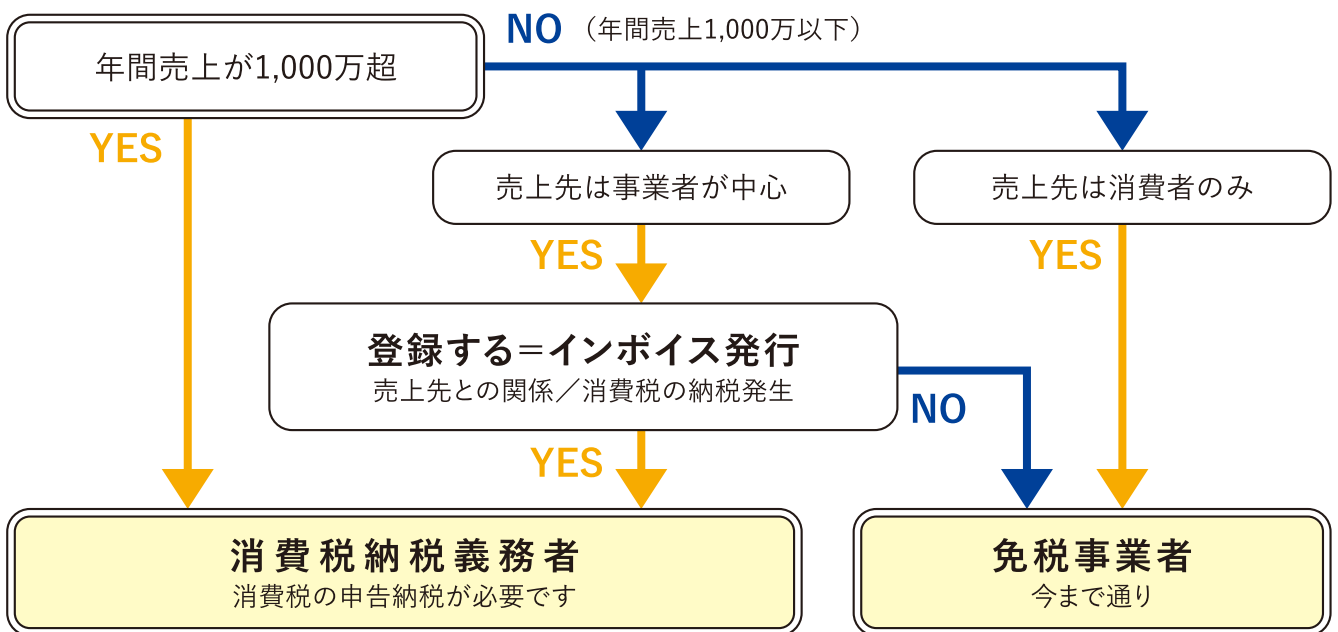 NO （年間売上1,000万以下）
年間売上が1,000万超
YES
売上先は事業者が中心
売上先は消費者のみ
YES
YES
登録する＝インボイス発行
売上先との関係／消費税の納税発生
NO
YES
消費税納税義務者
消費税の申告納税が必要です
免税事業者
今まで通り